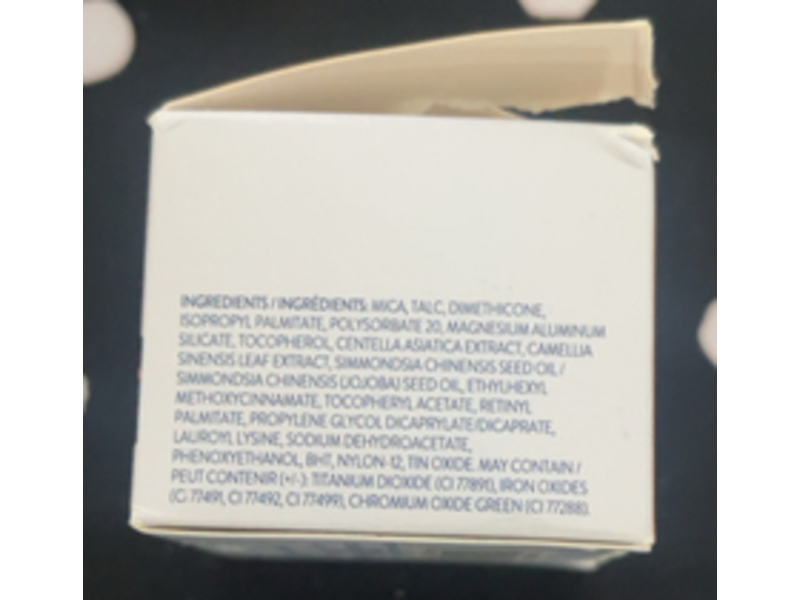 INGREDIENTS / INGRÉDIENTS: MICA, TALC, DIMETHICONE,
ISOPROPYL PALMITATE, POLYSORBATE 20, MAGNESIUM ALUMINUM
SILICATE, TOCOPHEROL, CENTELLA ASIATICA EXTRACT, CAMELLIA
SINENSIS LEAF EXTRACT, SIMMONDSIA CHINENSIS SEED OIL /
SIMMONDSIA CHINENSIS (JOJOBA) SEED OIL, ETHYLHEXYL
METHOXYCINNAMATE, TOCOPHERYL ACETATE, RETINYL
PALMITATE, PROPYLENE GLYCOL DICAPRYLATE/DICAPRATE,
LAUROYL LYSINE, SODIUM DEHYDROACETATE,
PHENOXYETHANOL, BHT, NYLON-12, TIN OXIDE. MAY CONTAIN /
PEUT CONTENIR (+/-): TITANIUM DIOXIDE (CI 77891), IRON OXIDES
(CI 77491, CI 77492, CI 77499), CHROMIUM OXIDE GREEN (CI 77288).